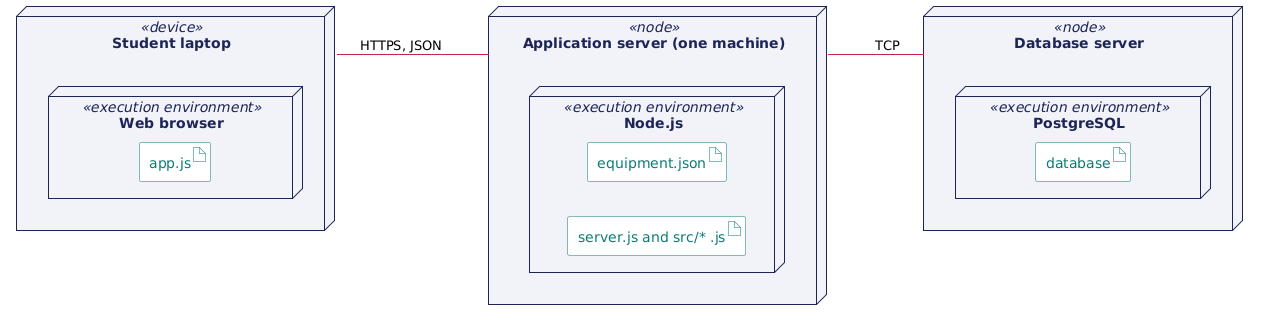 «device»
Student laptop
«execution environment»
Web browser
app.js
HTTPS, JSON
«node»
Application server (one machine)
«execution environment»
Node.js
equipment.json
server.js and src/* .js
TCP
«node»
Database server
«execution environment»
PostgreSQL
database